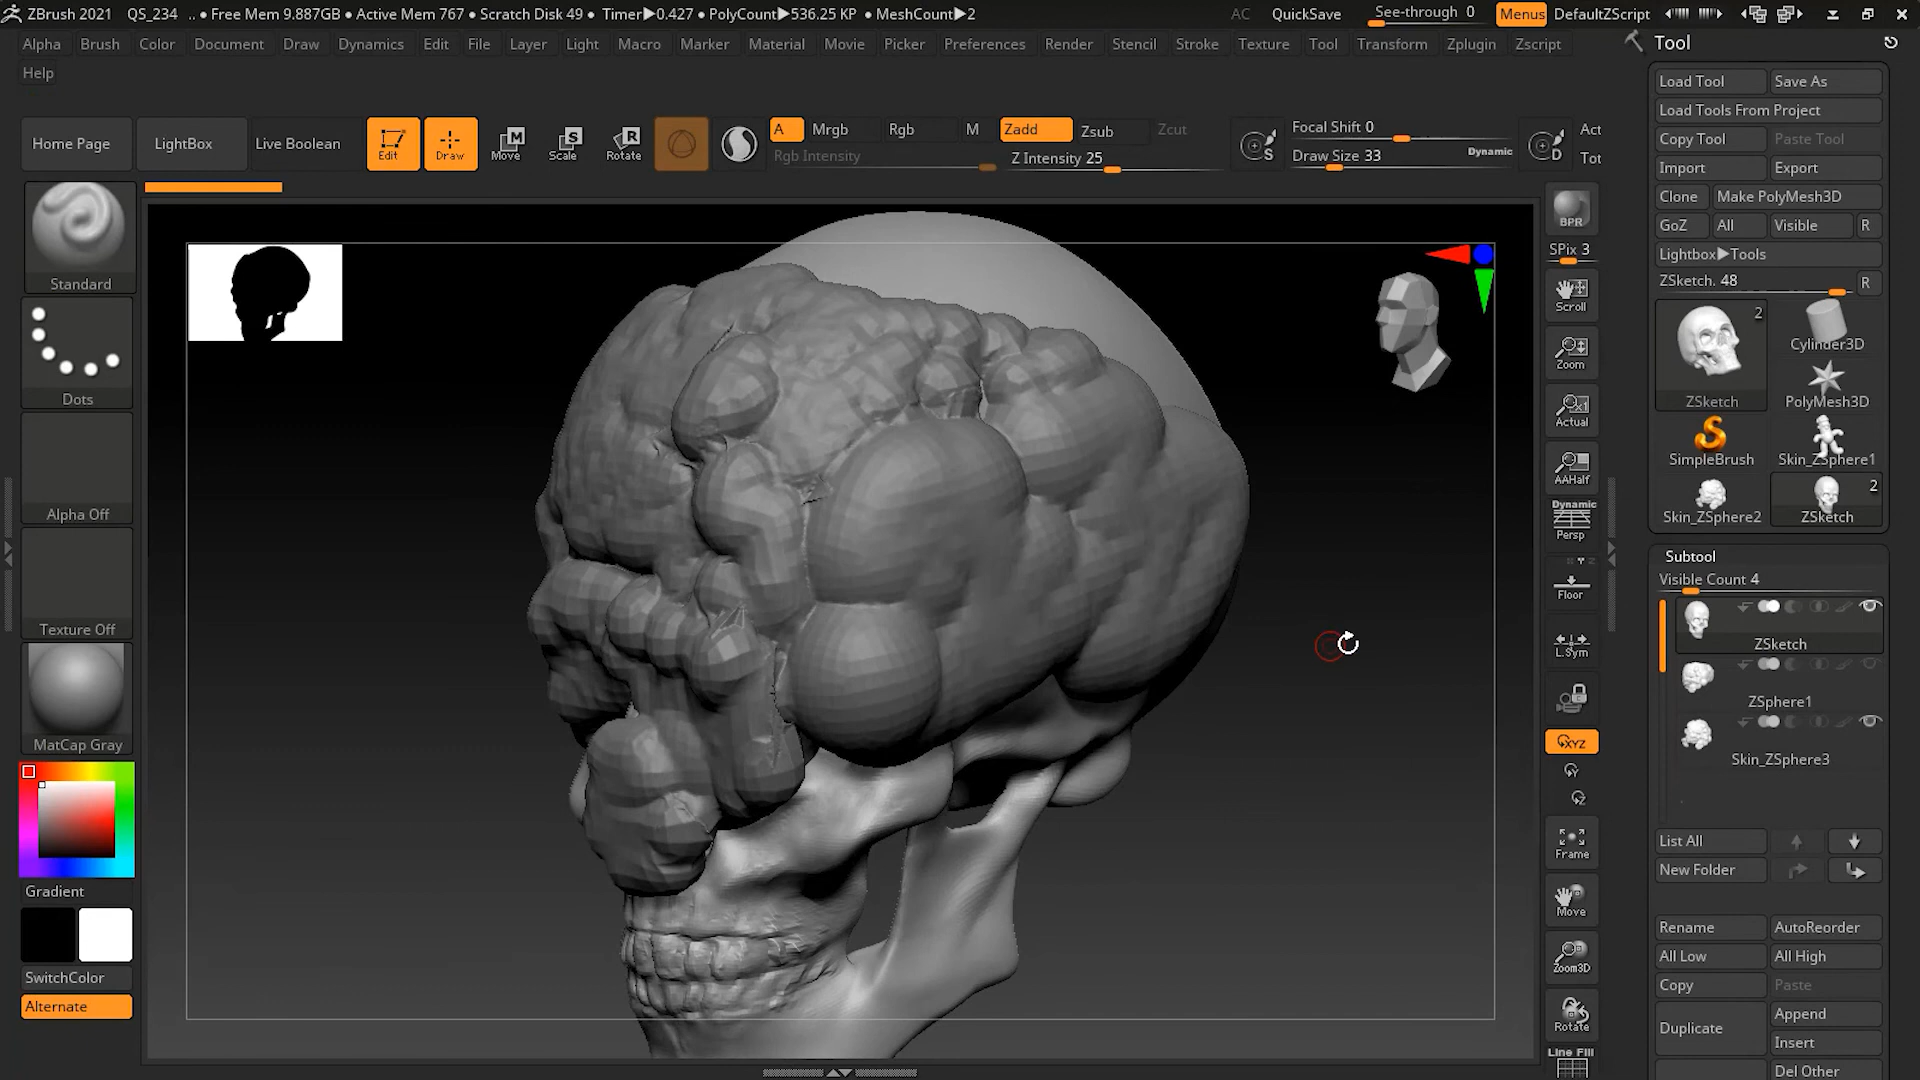 ZBrush 2021 QS_234 .. • Free Mem 9.887GB • Active Mem 767 • Scratch Disk 49 • Timer▶0.427 • PolyCount▶536.25 KP • MeshCount▶2 AC QuickSave See-through 0 Menus DefaultZScript
Alpha Brush Color Document Draw Dynamics Edit File Layer Light Macro Marker Material Movie Picker Preferences Render Stencil Stroke Texture Tool Transform Zplugin Zscript
Help
Home Page LightBox Live Boolean Edit Draw Move Scale Rotate
A Mrgb Rgb M Zadd Zsub Zcut
Rgb Intensity Z Intensity 25
S Focal Shift 0
Draw Size 33 Dynamic
D Act
Tot
Standard
Dots
Alpha Off
Texture Off
MatCap Gray
Gradient
SwitchColor
Alternate
BPR
SPix 3
Scroll
Zoom
Actual
AAHalf
Dynamic
Persp
Floor
L.Sym
XYZ
Y
Z
Frame
Move
Zoom3D
Rotate
Line Fill
Tool
Load Tool Save As
Load Tools From Project
Copy Tool Paste Tool
Import Export
Clone Make PolyMesh3D
GoZ All Visible R
Lightbox▶Tools
ZSketch. 48 R
2
ZSketch
Cylinder3D
PolyMesh3D
SimpleBrush Skin_ZSphere1
2
Skin_ZSphere2 ZSketch
Subtool
Visible Count 4
ZSketch
ZSphere1
Skin_ZSphere3
List All
New Folder
Rename AutoReorder
All Low All High
Copy Paste
Duplicate Append
Insert
Del Other